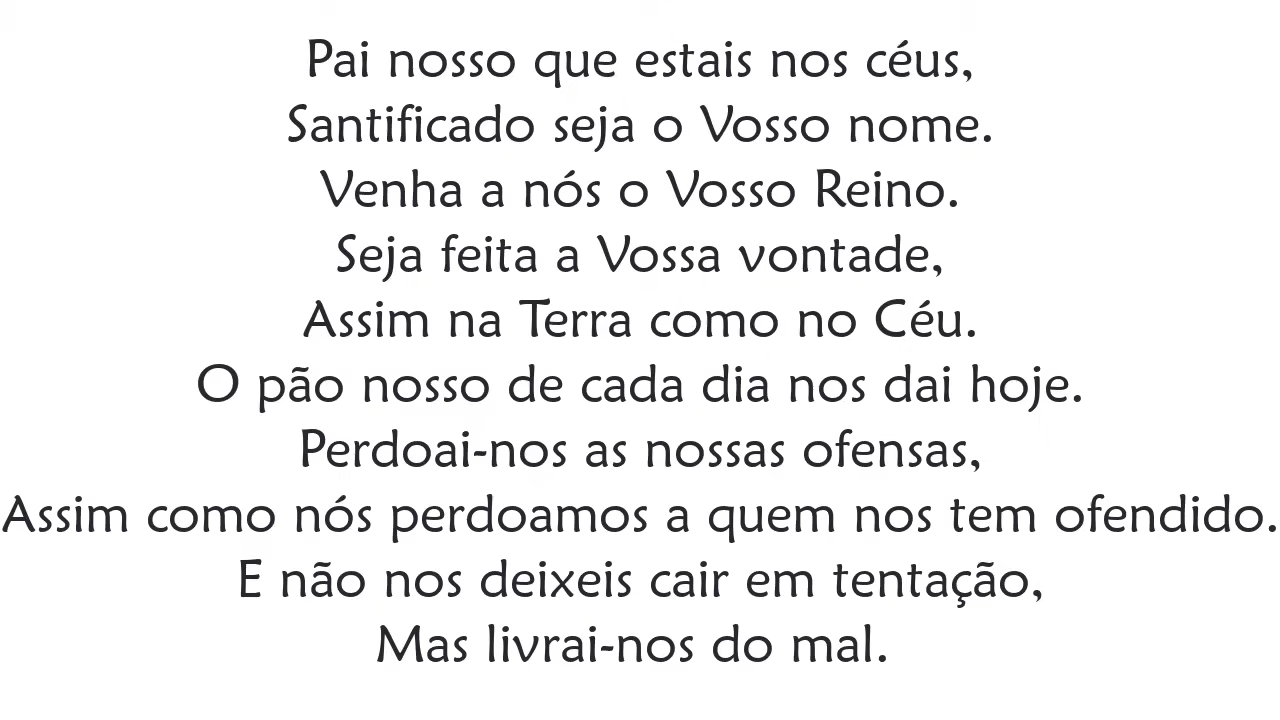 Pai nosso que estais nos céus,
Santificado seja o Vosso nome.
Venha a nós o Vosso Reino.
Seja feita a Vossa vontade,
Assim na Terra como no Céu.
O pão nosso de cada dia nos dai hoje.
Perdoai-nos as nossas ofensas,
Assim como nós perdoamos a quem nos tem ofendido.
E não nos deixeis cair em tentação,
Mas livrai-nos do mal.